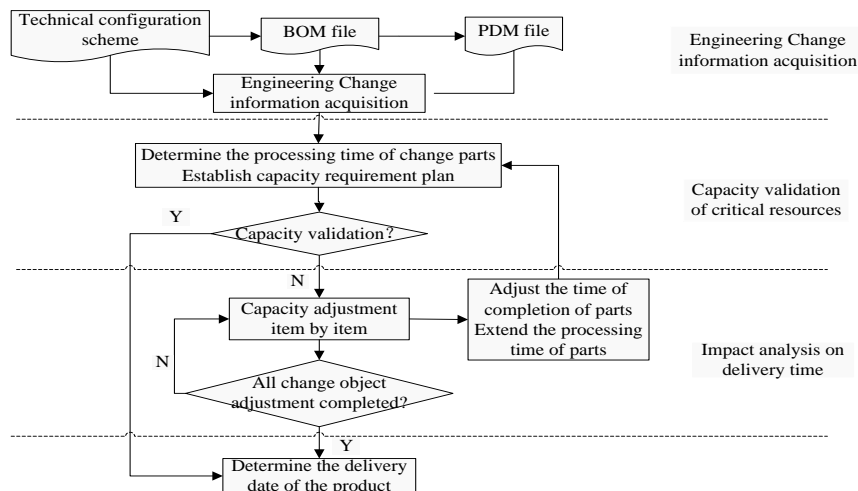 Technical configuration
scheme
BOM file
PDM file
Engineering Change
information acquisition
Engineering Change
information acquisition
Determine the processing time of change parts
Establish capacity requirement plan
Capacity validation
of critical resources
Y
Capacity validation?
N
Capacity adjustment
item by item
Adjust the time of
completion of parts
Extend the processing
time of parts
Impact analysis on
delivery time
N
All change object
adjustment completed?
Y
Determine the delivery
date of the product